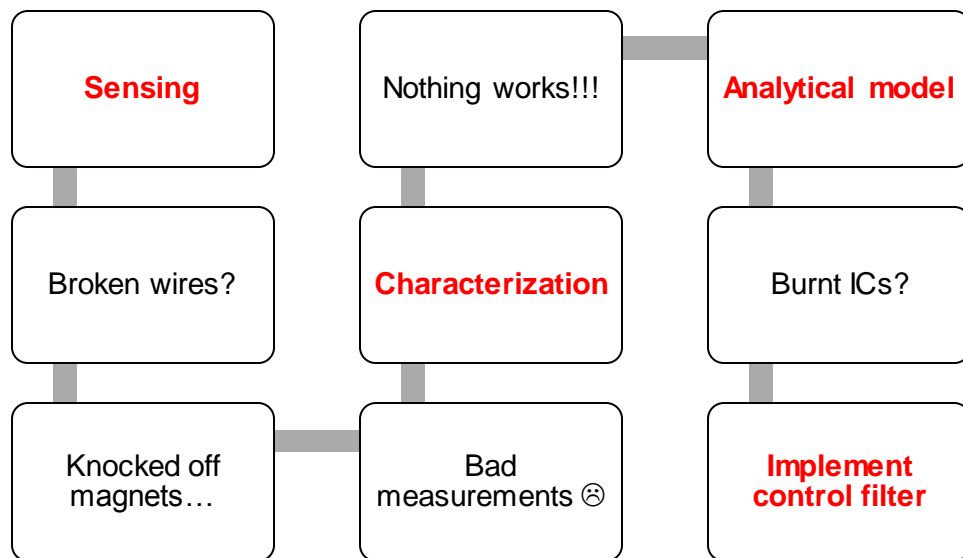 Sensing
Broken wires?
Knocked off
magnets…
Bad
measurements ☹
Characterization
Nothing works!!!
Analytical model
Burnt ICs?
Implement
control filter